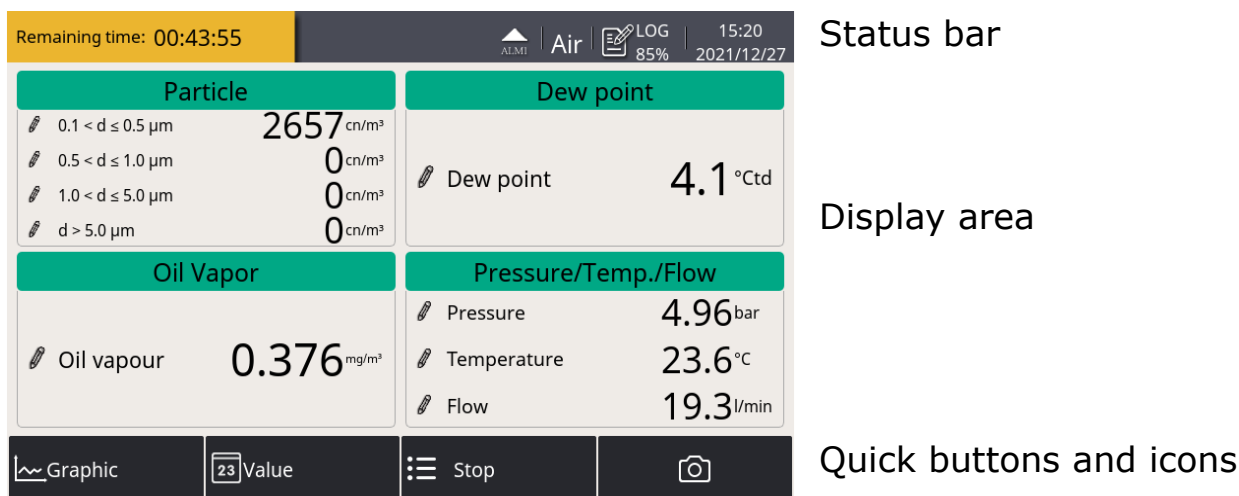 Remaining time: 00:43:55
ALMI
Air
LOG
85%
15:20
2021/12/27
Status bar
Particle
0.1 < d ≤ 0.5 µm 2657 cn/m³
0.5 < d ≤ 1.0 µm 0 cn/m³
1.0 < d ≤ 5.0 µm 0 cn/m³
d > 5.0 µm 0 cn/m³
Dew point
Dew point 4.1 °Ctd
Display area
Oil Vapor
Oil vapour 0.376 mg/m³
Pressure/Temp./Flow
Pressure 4.96 bar
Temperature 23.6 °C
Flow 19.3 l/min
Graphic
23 Value
Stop
Quick buttons and icons